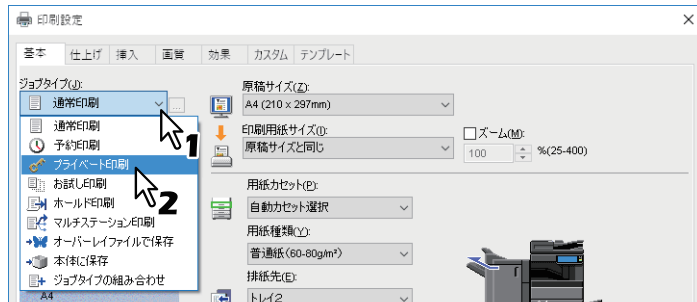 印刷設定
基本 仕上げ 挿入 画質 効果 カスタム テンプレート
ジョブタイプ(J):
通常印刷
...
通常印刷
予約印刷
プライベート印刷
お試し印刷
ホールド印刷
マルチステーション印刷
オーバーレイファイルで保存
本体に保存
ジョブタイプの組み合わせ
A4
1
2
原稿サイズ(Z):
A4 (210 x 297mm)
印刷用紙サイズ(I):
原稿サイズと同じ
ズーム(M):
100 %(25-400)
用紙カセット(P):
自動カセット選択
用紙種類(Y):
普通紙(60-80g/m²)
排紙先(E):
トレイ2